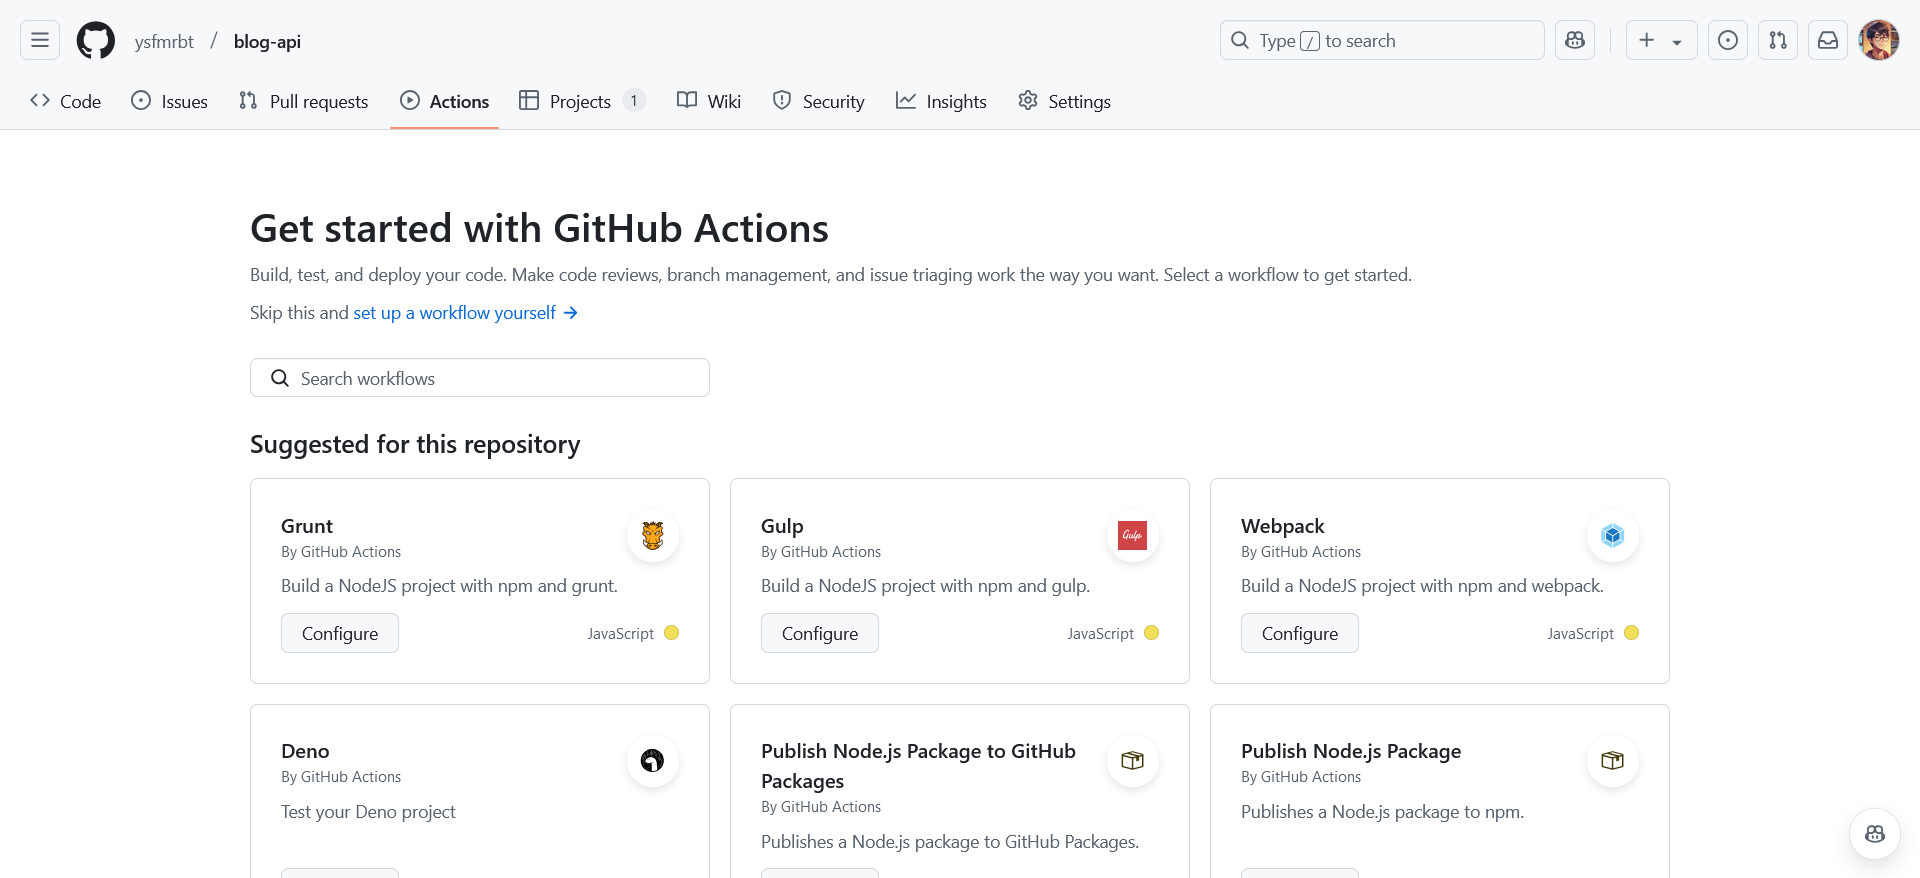 ysfmrbt / blog-api
Type / to search
Code
Issues
Pull requests
Actions
Projects 1
Wiki
Security
Insights
Settings
Get started with GitHub Actions
Build, test, and deploy your code. Make code reviews, branch management, and issue triaging work the way you want. Select a workflow to get started.
Skip this and set up a workflow yourself →
Search workflows
Suggested for this repository
Grunt
By GitHub Actions
Build a NodeJS project with npm and grunt.
Configure
JavaScript
Gulp
Gulp
By GitHub Actions
Build a NodeJS project with npm and gulp.
Configure
JavaScript
Webpack
By GitHub Actions
Build a NodeJS project with npm and webpack.
Configure
JavaScript
Deno
By GitHub Actions
Test your Deno project
Publish Node.js Package to GitHub
Packages
By GitHub Actions
Publishes a Node.js package to GitHub Packages.
Publish Node.js Package
By GitHub Actions
Publishes a Node.js package to npm.